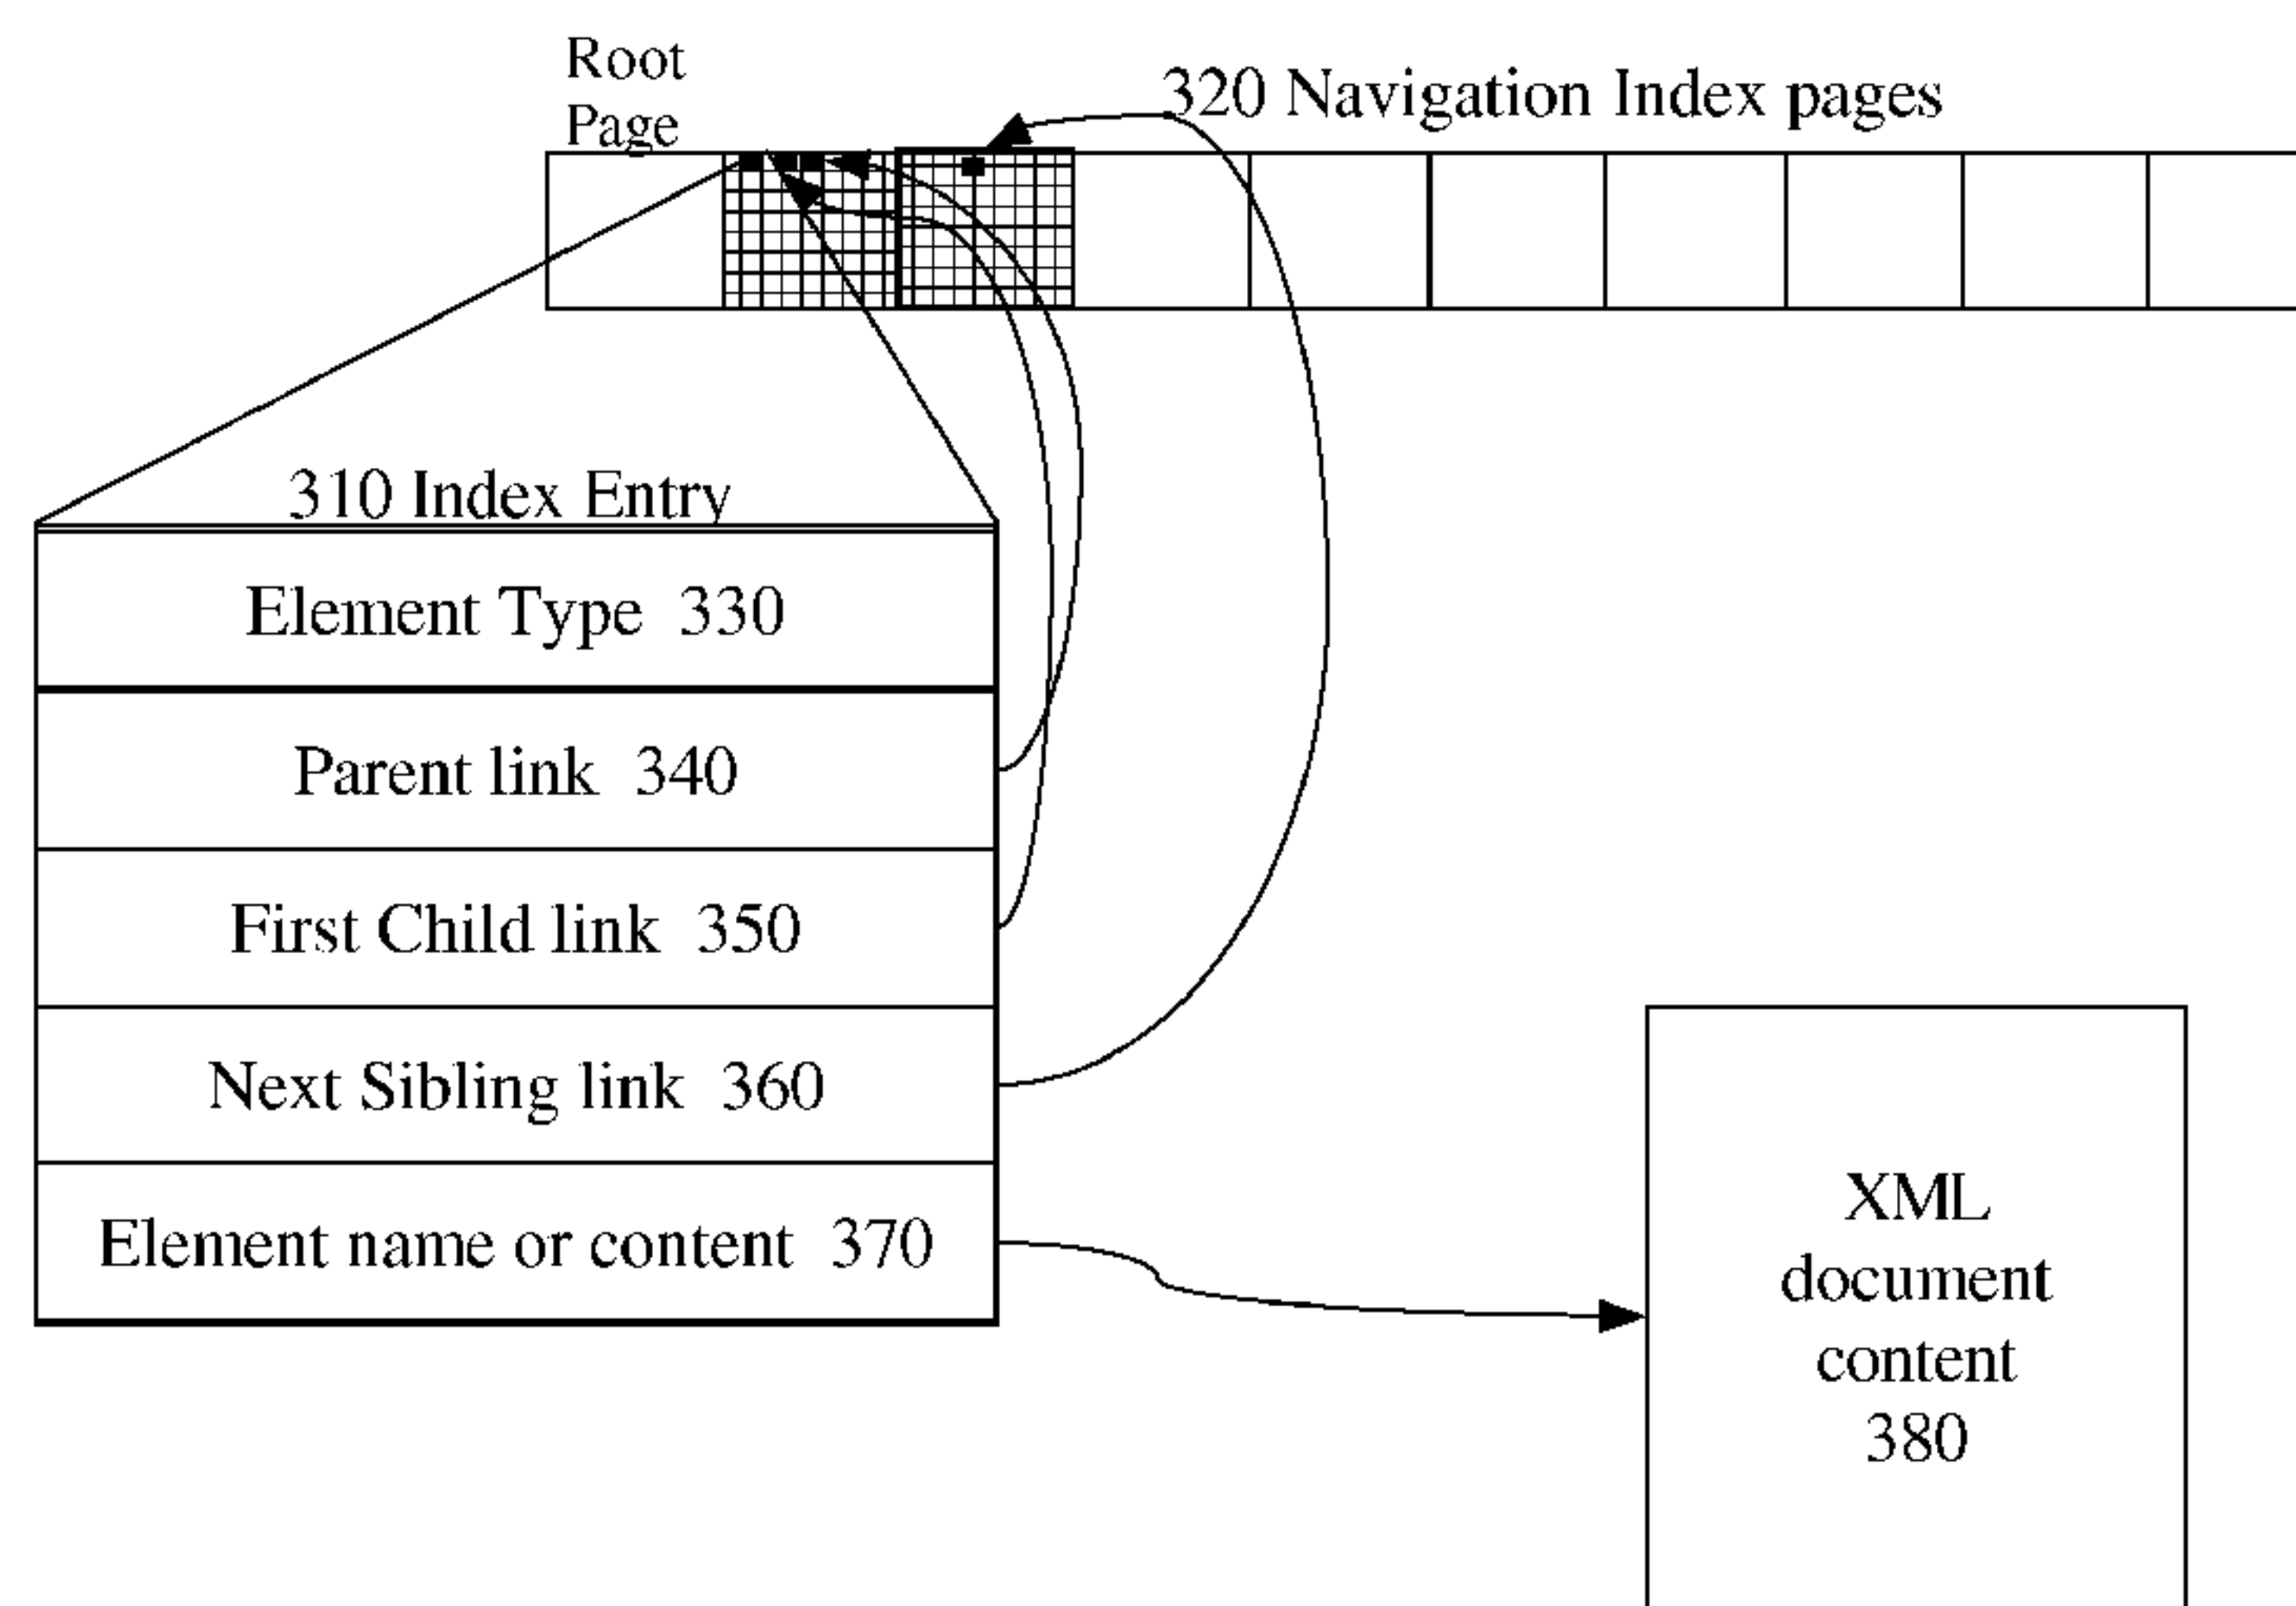 Root
Page
320 Navigation Index pages
310 Index Entry
Element Type 330
Parent link 340
First Child link 350
Next Sibling link 360
Element name or content 370
XML
document
content
380